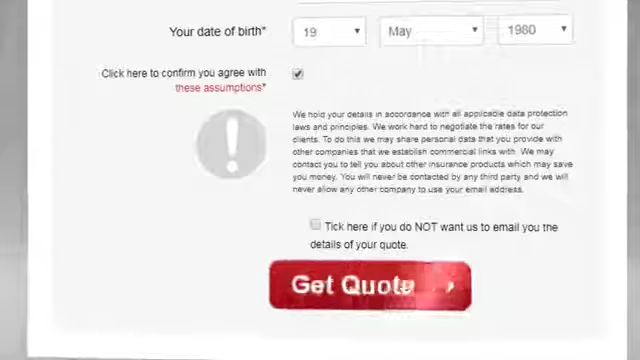 Your date of birth* 19 May 1980
Click here to confirm you agree with
these assumptions*
We hold your details in accordance with all applicable data protection
laws and principles. We work hard to negotiate the rates for our
clients. To do this we may share personal data that you provide with
other companies that we establish commercial links with. We may
contact you to tell you about other insurance products which may save
you money. You will never be contacted by any third party and we will
never allow any other company to use your email address.
Tick here if you do NOT want us to email you the
details of your quote.
Get Quote